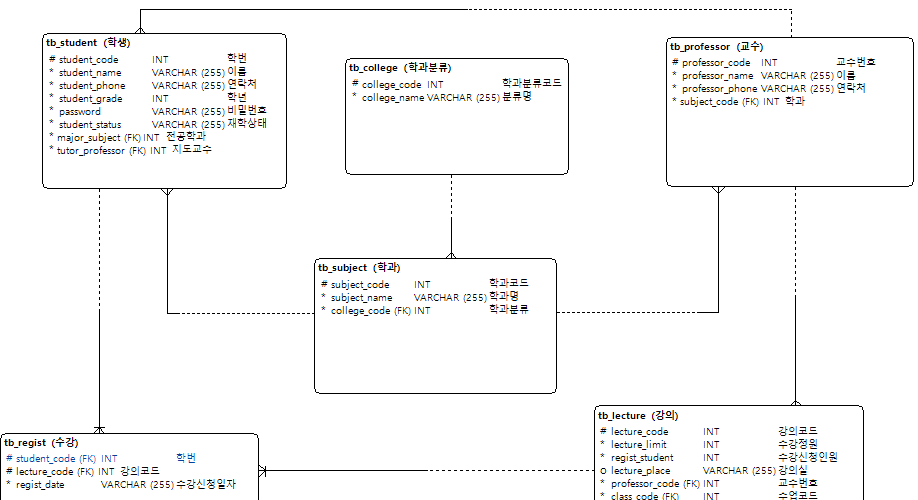 tb_student (학생)
# student_code INT 학번
* student_name VARCHAR (255) 이름
* student_phone VARCHAR (255) 연락처
* student_grade INT 학년
password VARCHAR (255) 비밀번호
* student_status VARCHAR (255) 재학상태
* major_subject (FK) INT 전공학과
* tutor_professor (FK) INT 지도교수
tb_college (학과분류)
# college_code INT 학과분류코드
* college_name VARCHAR (255) 분류명
tb_professor (교수)
# professor_code INT 교수번호
* professor_name VARCHAR (255) 이름
* professor_phone VARCHAR (255) 연락처
* subject_code (FK) INT 학과
tb_subject (학과)
# subject_code INT 학과코드
* subject_name VARCHAR (255) 학과명
* college_code (FK) INT 학과분류
tb_regist (수강)
# student_code (FK) INT 학번
# lecture_code (FK) INT 강의코드
* regist_date VARCHAR (255) 수강신청일자
tb_lecture (강의)
# lecture_code INT 강의코드
* lecture_limit INT 수강정원
* regist_student INT 수강신청인원
o lecture_place VARCHAR (255) 강의실
* professor_code (FK) INT 교수번호
* class_code (FK) INT 수업코드